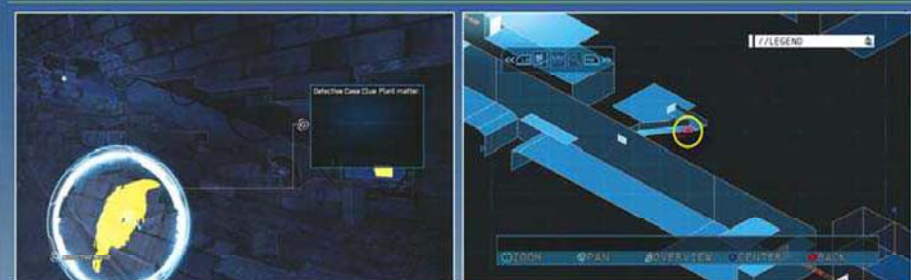 Detective Case Clue: Plant matter
//LEGEND
ZOOM
PAN
OVERVIEW
CENTER
BACK